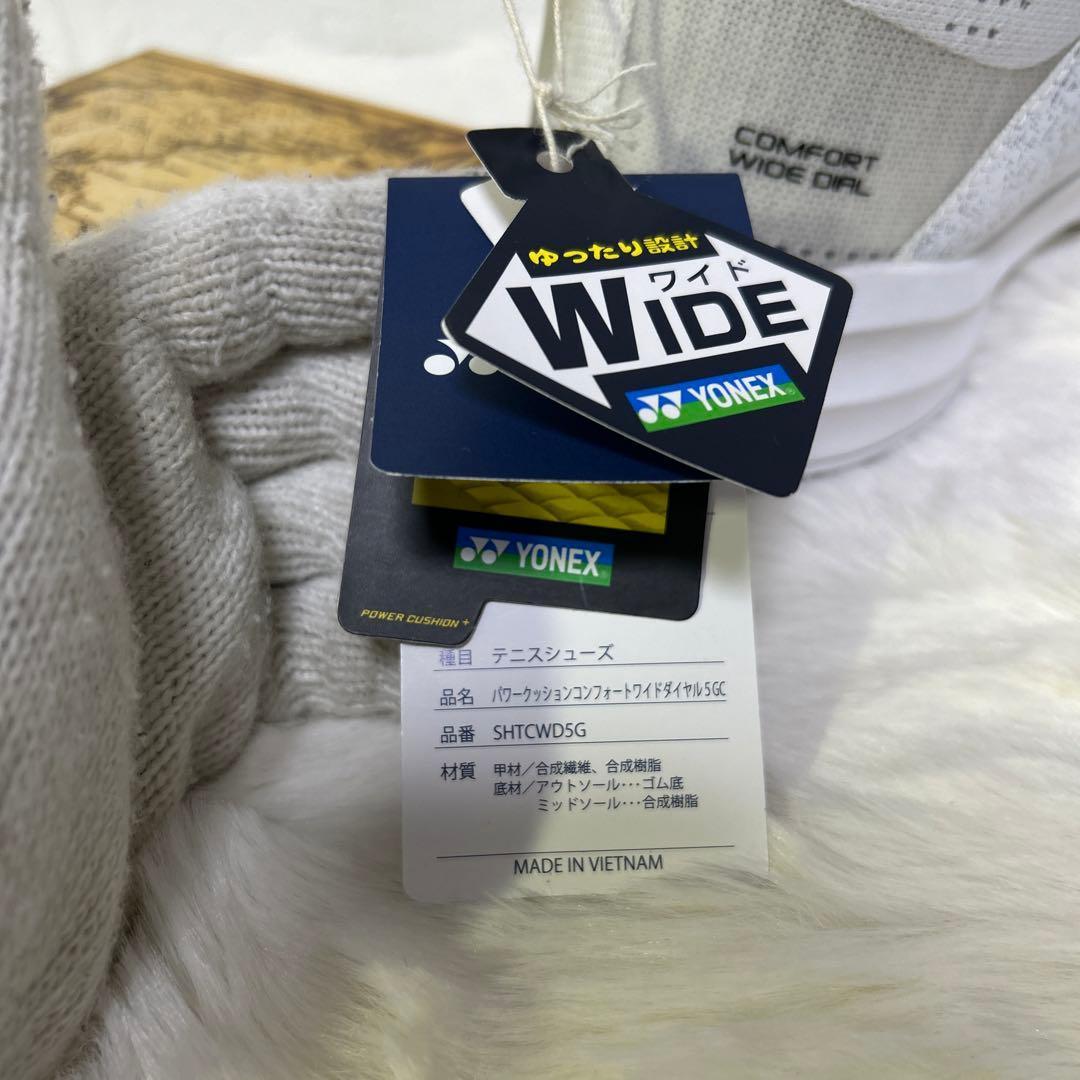 COMFORT
WIDE DIAL
ゆったり設計
ワイド
WIDE
YONEX
YONEX
POWER CUSHION+
種目 テニスシューズ
品名 パワークッションコンフォートワイドダイヤル5GC
品番 SHTCWD5G
材質 甲材/合成繊維、合成樹脂
底材/アウトソール･･･ゴム底
ミッドソール･･･合成樹脂
MADE IN VIETNAM